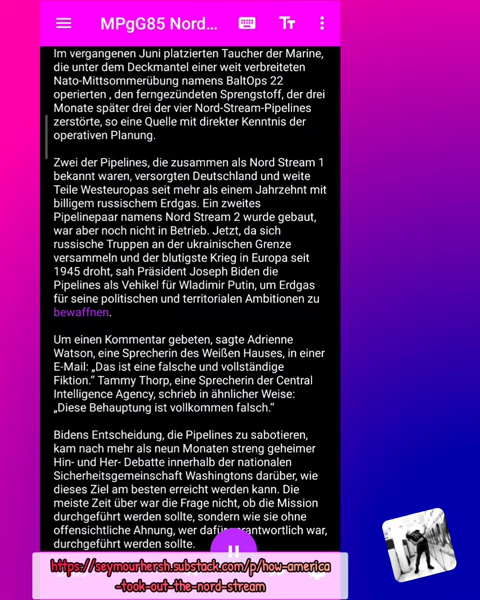 MPgG85 Nord...
Im vergangenen Juni platzierten Taucher der Marine,
die unter dem Deckmantel einer weit verbreiteten
Nato-Mittsommerübung namens BaltOps 22
operierten , den ferngezündeten Sprengstoff, der drei
Monate später drei der vier Nord-Stream-Pipelines
zerstörte, so eine Quelle mit direkter Kenntnis der
operativen Planung.
Zwei der Pipelines, die zusammen als Nord Stream 1
bekannt waren, versorgten Deutschland und weite
Teile Westeuropas seit mehr als einem Jahrzehnt mit
billigem russischem Erdgas. Ein zweites
Pipelinepaar namens Nord Stream 2 wurde gebaut,
war aber noch nicht in Betrieb. Jetzt, da sich
russische Truppen an der ukrainischen Grenze
versammeln und der blutigste Krieg in Europa seit
1945 droht, sah Präsident Joseph Biden die
Pipelines als Vehikel für Wladimir Putin, um Erdgas
für seine politischen und territorialen Ambitionen zu
bewaffnen.
Um einen Kommentar gebeten, sagte Adrienne
Watson, eine Sprecherin des Weißen Hauses, in einer
E-Mail: „Das ist eine falsche und vollständige
Fiktion.“ Tammy Thorp, eine Sprecherin der Central
Intelligence Agency, schrieb in ähnlicher Weise:
„Diese Behauptung ist vollkommen falsch.“
Bidens Entscheidung, die Pipelines zu sabotieren,
kam nach mehr als neun Monaten streng geheimer
Hin- und Her- Debatte innerhalb der nationalen
Sicherheitsgemeinschaft Washingtons darüber, wie
dieses Ziel am besten erreicht werden kann. Die
meiste Zeit über war die Frage nicht, ob die Mission
durchgeführt werden sollte, sondern wie sie ohne
offensichtliche Ahnung, wer dafür verantwortlich war,
durchgeführt werden sollte.
https://seymourhersh.substack.com/p/how-america
-took-out-the-nord-stream